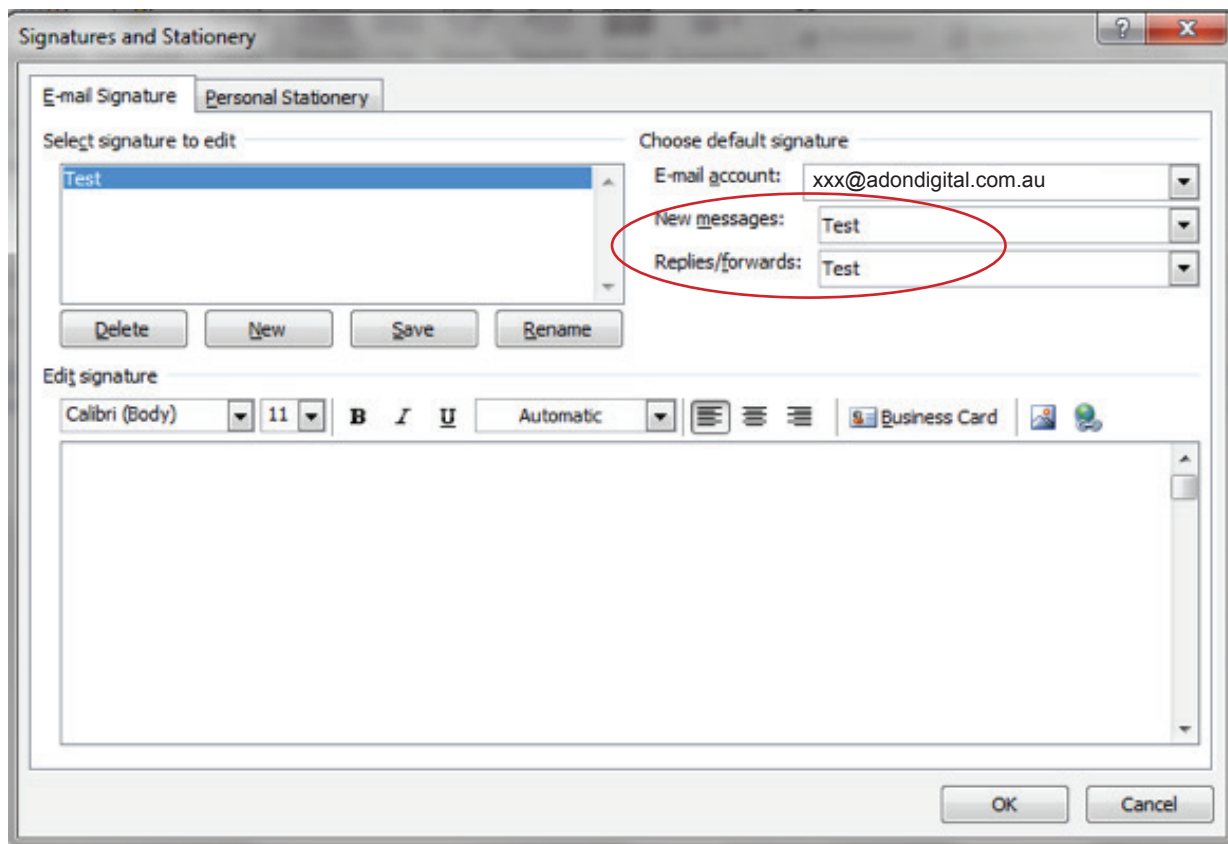 Signatures and Stationery
E-mail Signature Personal Stationery
Select signature to edit
Test
Delete New Save Rename
Choose default signature
E-mail account: xxx@adondigital.com.au
New messages: Test
Replies/forwards: Test
Edit signature
Calibri (Body) 11 B I U Automatic Business Card
OK Cancel